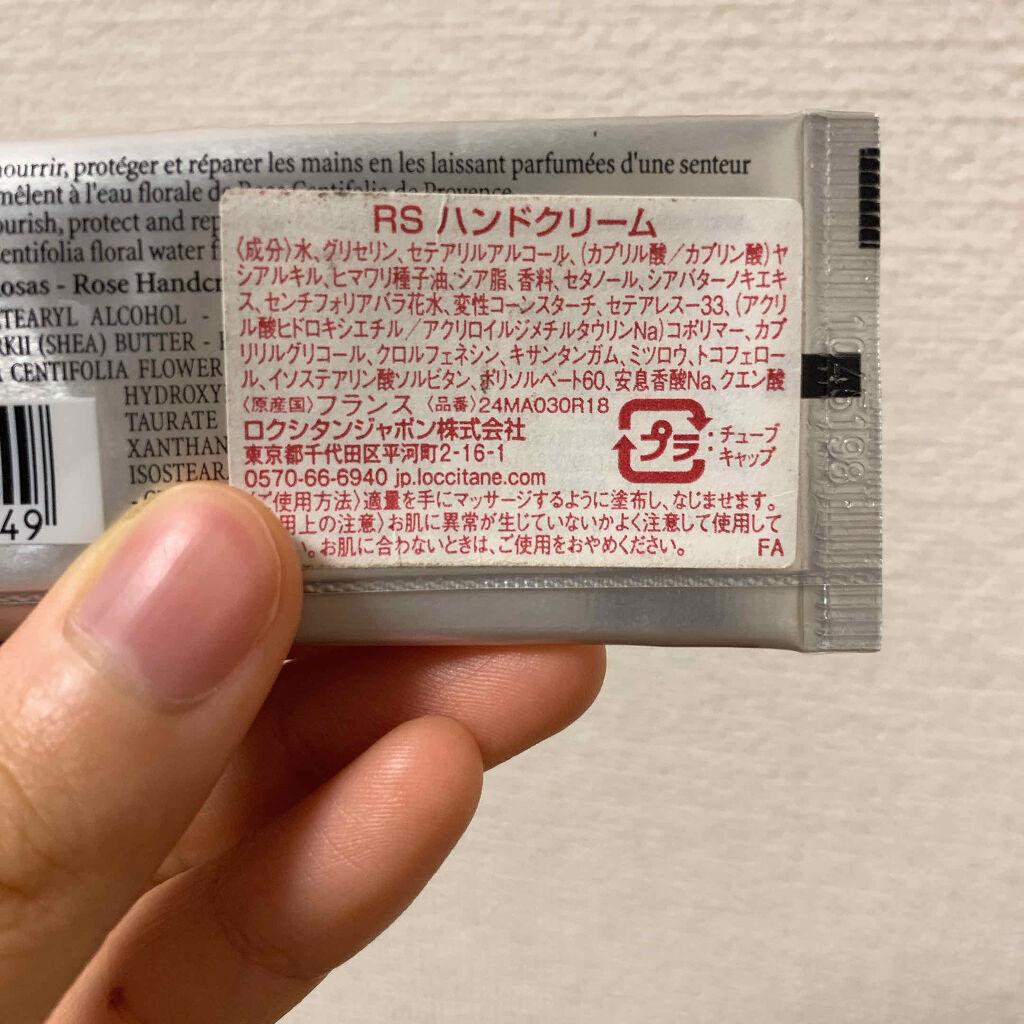 nourrir, protéger et réparer les mains en les laissant parfumées d'une senteur
mêlent à l'eau florale de Rose Centifolia de Provence
nourish, protect and rep
Centifolia floral water f
Rosas - Rose Handcr
TEARYL ALCOHOL -
RKII (SHEA) BUTTER -
CENTIFOLIA FLOWER
HYDROXY
TAURATE
XANTHAN
ISOSTEAR
49
RS ハンドクリーム
〈成分〉水、グリセリン、セテアリルアルコール、(カプリル酸/カプリン酸)ヤ
シアルキル、ヒマワリ種子油、シア脂、香料、セタノール、シアバターノキエキ
ス、センチフォリアバラ花水、変性コーンスターチ、セテアレス-33、(アクリ
ル酸ヒドロキシエチル/アクリロイルジメチルタウリンNa)コポリマー、カプ
リリルグリコール、クロルフェネシン、キサンタンガム、ミツロウ、トコフェロー
ル、イソステアリン酸ソルビタン、ポリソルベート60、安息香酸Na、クエン酸
〈原産国〉フランス 〈品番〉24MA030R18
ロクシタンジャポン株式会社
東京都千代田区平河町2-16-1
0570-66-6940 jp.loccitane.com
プラ : チューブ
キャップ
〈ご使用方法〉適量を手にマッサージするように塗布し、なじませます。
用上の注意〉お肌に異常が生じていないかよく注意して使用して
。お肌に合わないときは、ご使用をおやめください。 FA